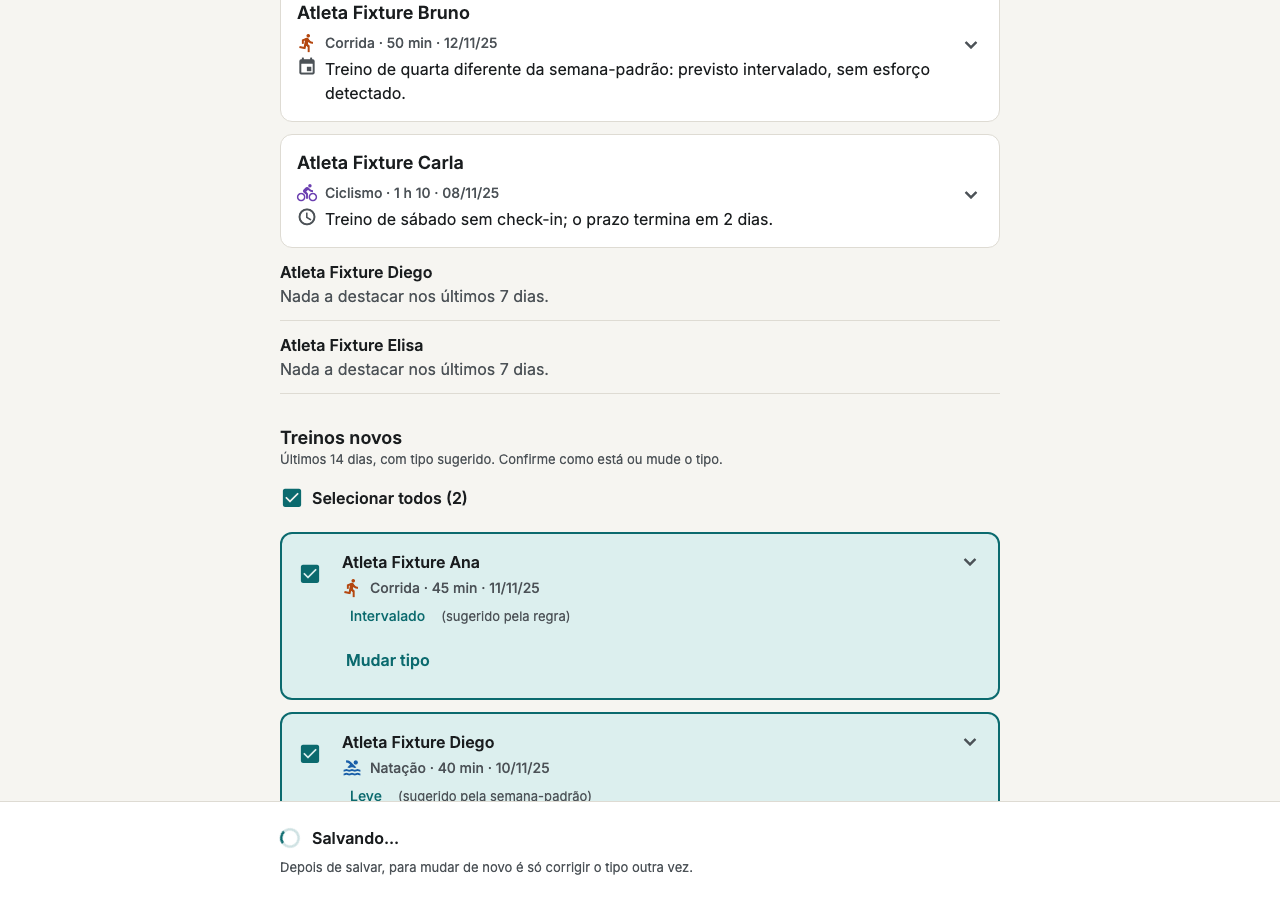 Atleta Fixture Bruno
Corrida · 50 min · 12/11/25
Treino de quarta diferente da semana-padrão: previsto intervalado, sem esforço
detectado.
Atleta Fixture Carla
Ciclismo · 1 h 10 · 08/11/25
Treino de sábado sem check-in; o prazo termina em 2 dias.
Atleta Fixture Diego
Nada a destacar nos últimos 7 dias.
Atleta Fixture Elisa
Nada a destacar nos últimos 7 dias.
Treinos novos
Últimos 14 dias, com tipo sugerido. Confirme como está ou mude o tipo.
Selecionar todos (2)
Atleta Fixture Ana
Corrida · 45 min · 11/11/25
Intervalado (sugerido pela regra)
Mudar tipo
Atleta Fixture Diego
Natação · 40 min · 10/11/25
Leve (sugerido pela semana-padrão)
Salvando...
Depois de salvar, para mudar de novo é só corrigir o tipo outra vez.